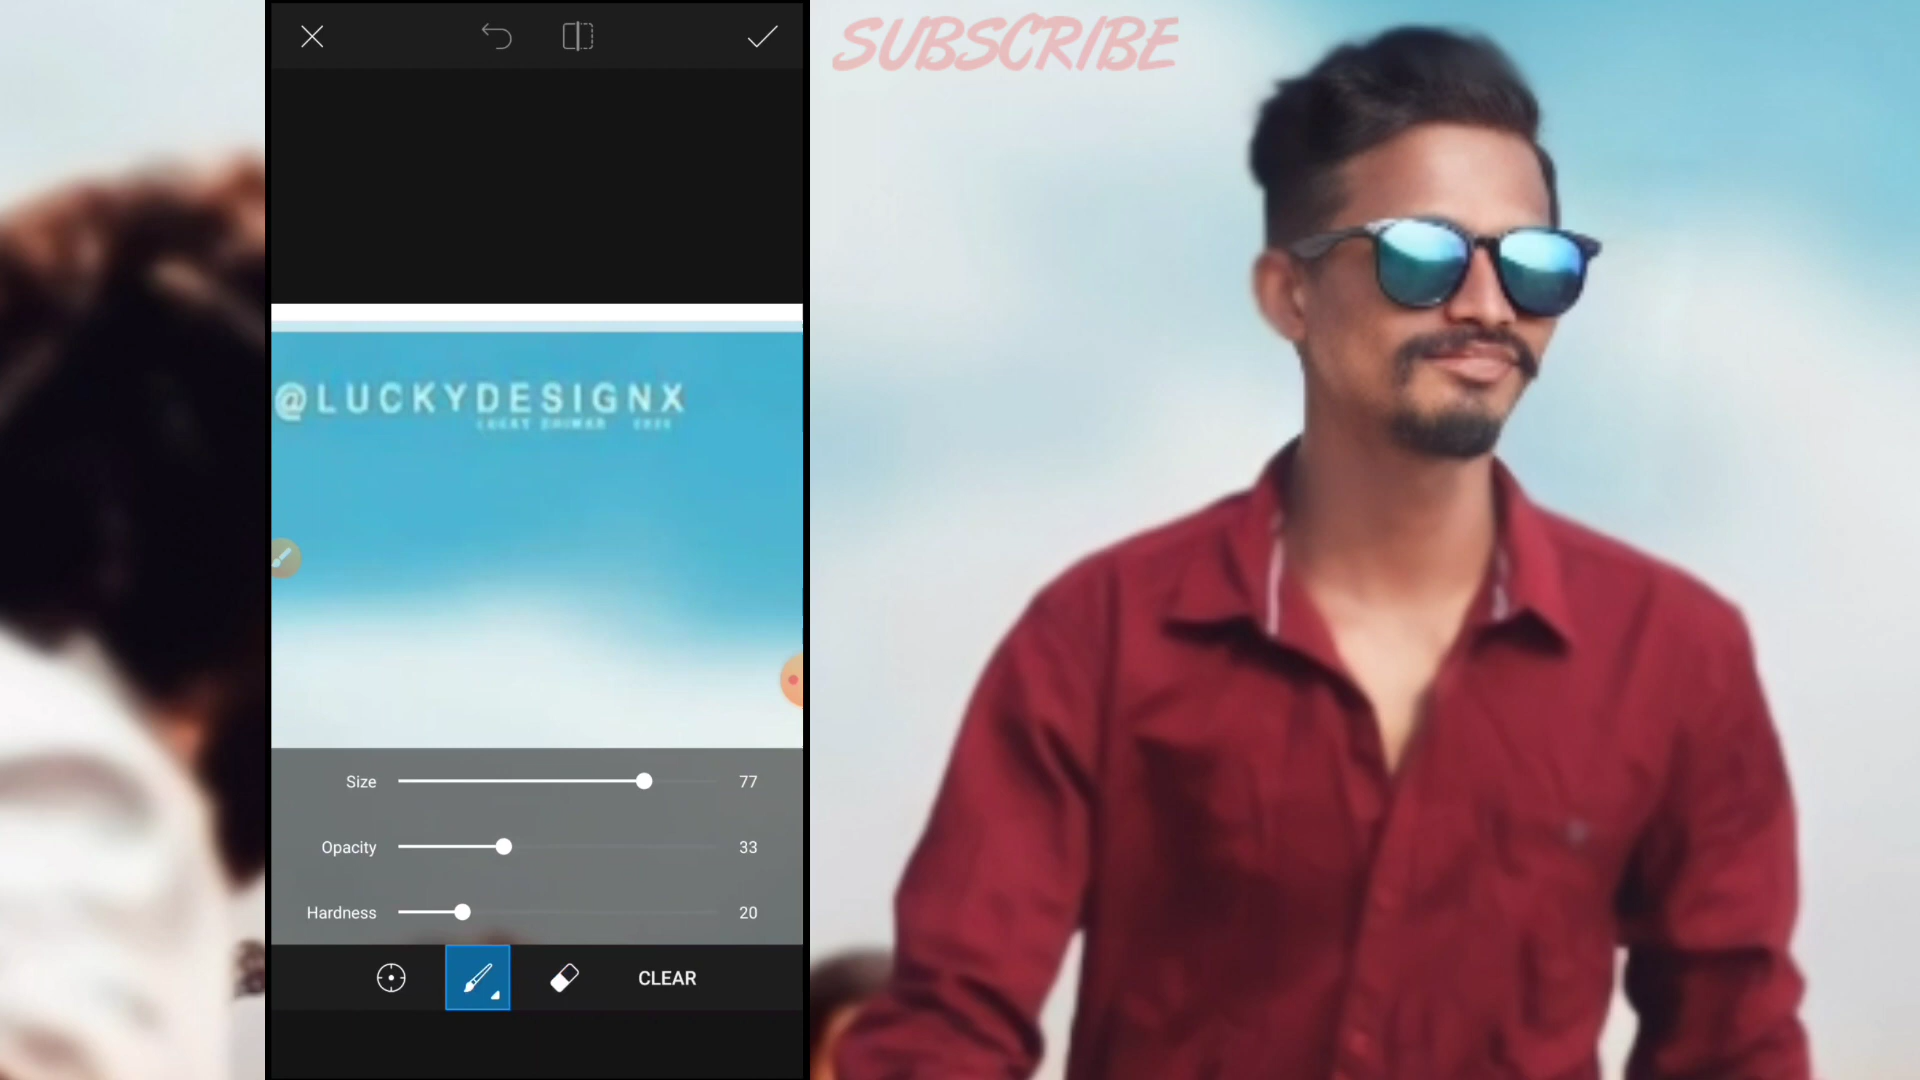 SUBSCRIBE
@LUCKYDESIGNX
Size 77
Opacity 33
Hardness 20
CLEAR